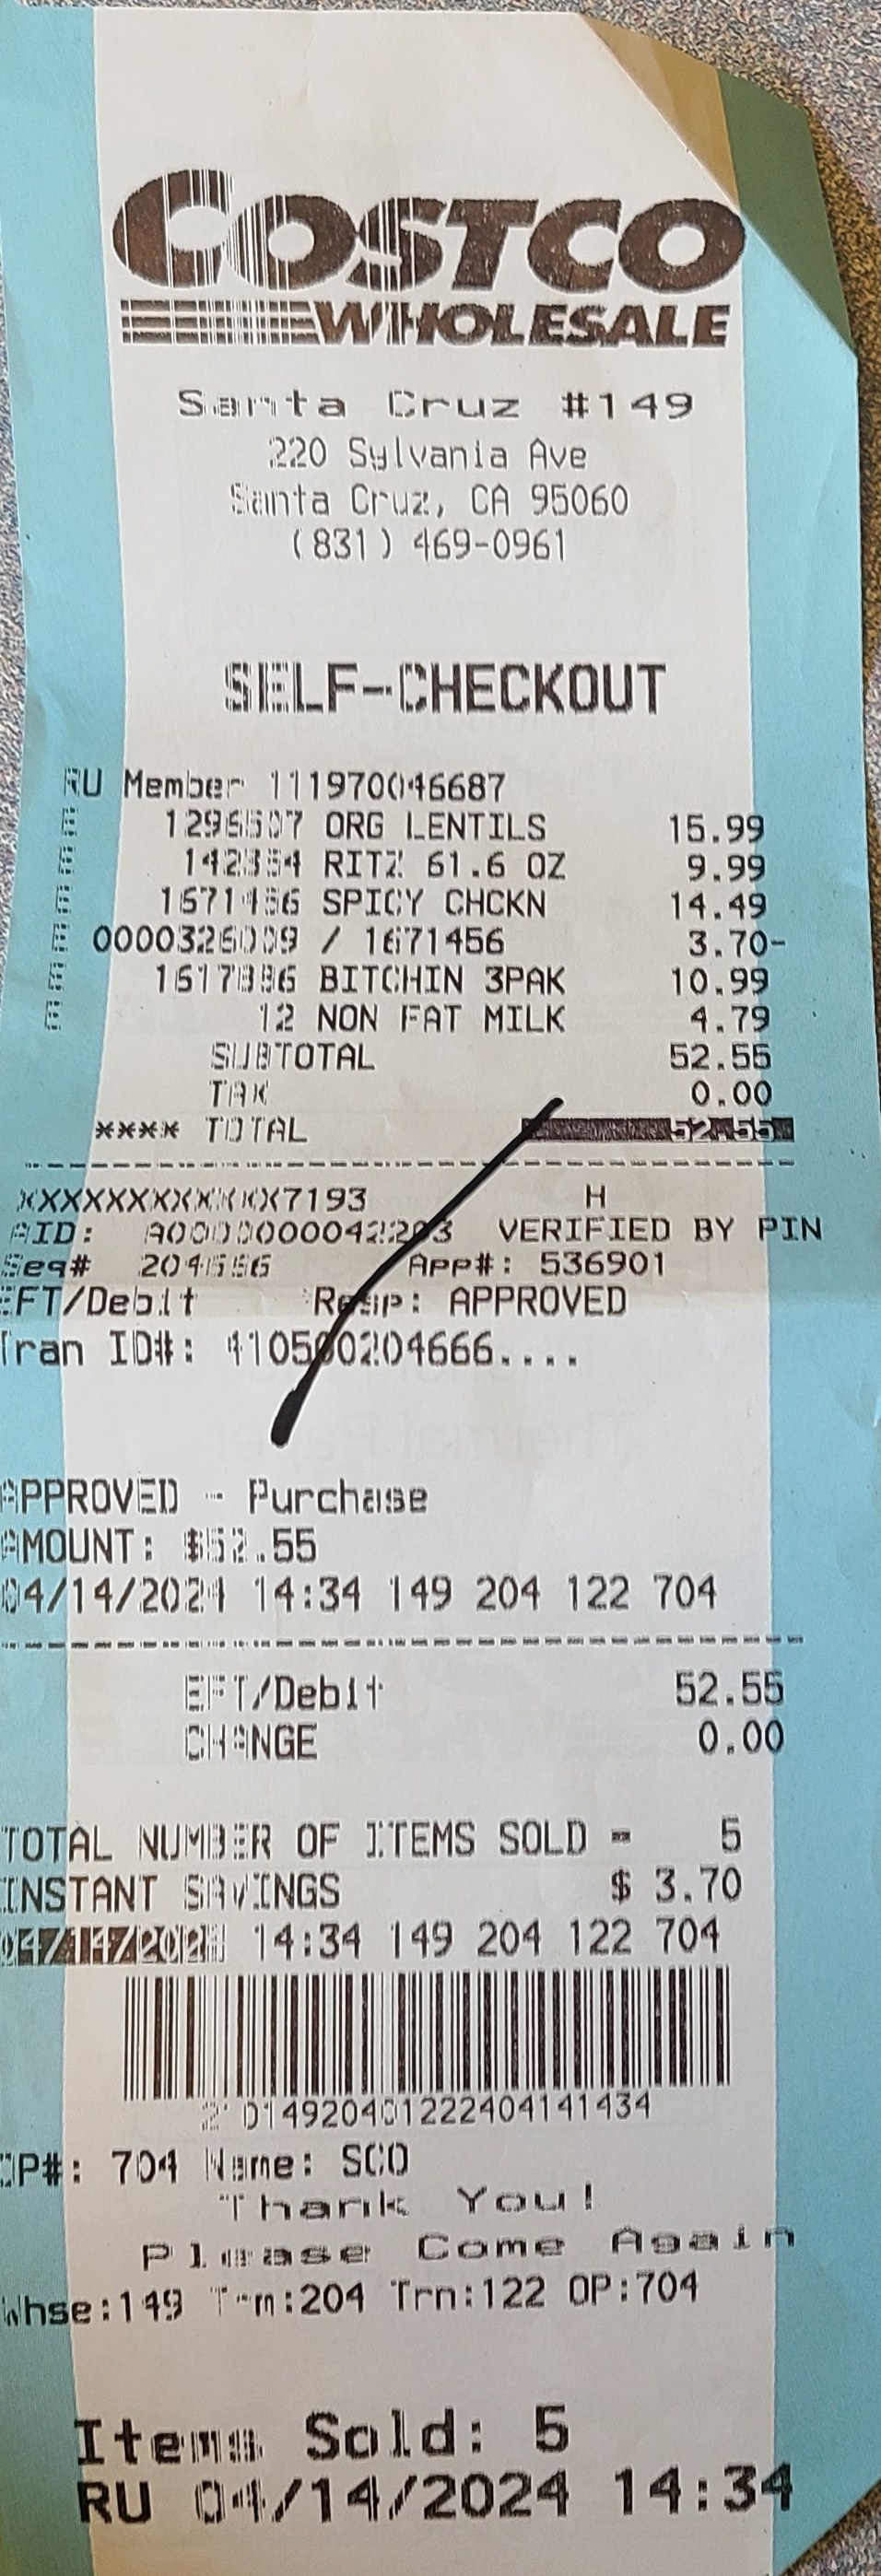 COSTCO
WHOLESALE
Santa Cruz #149
220 Sylvania Ave
Santa Cruz, CA 95060
(831) 469-0961
SELF-CHECKOUT
RU Member 111970046687
E ORG LENTILS 15.99
E RITZ 61.6 OZ 9.99
E 1671456 SPICY CHCKN 14.49
E / 1671456 3.70-
E BITCHIN 3PAK 10.99
E 12 NON FAT MILK 4.79
SUBTOTAL 52.55
TAX 0.00
**** TOTAL 52.55
XXXXXXXXXXXX7193 H
AID: VERIFIED BY PIN
Seq# App#: 536901
EFT/Debit Resp: APPROVED
Tran ID#: 410500204666....
APPROVED - Purchase
AMOUNT: $52.55
04/14/2024 14:34 149 204 122 704
EFT/Debit 52.55
CHANGE 0.00
TOTAL NUMBER OF ITEMS SOLD = 5
INSTANT SAVINGS $ 3.70
04/14/2024 14:34 149 204 122 704
OP#: 704 Name: SCO
Thank You!
Please Come Again
Whse:149 Trm:204 Trn:122 OP:704
Items Sold: 5
RU 04/14/2024 14:34